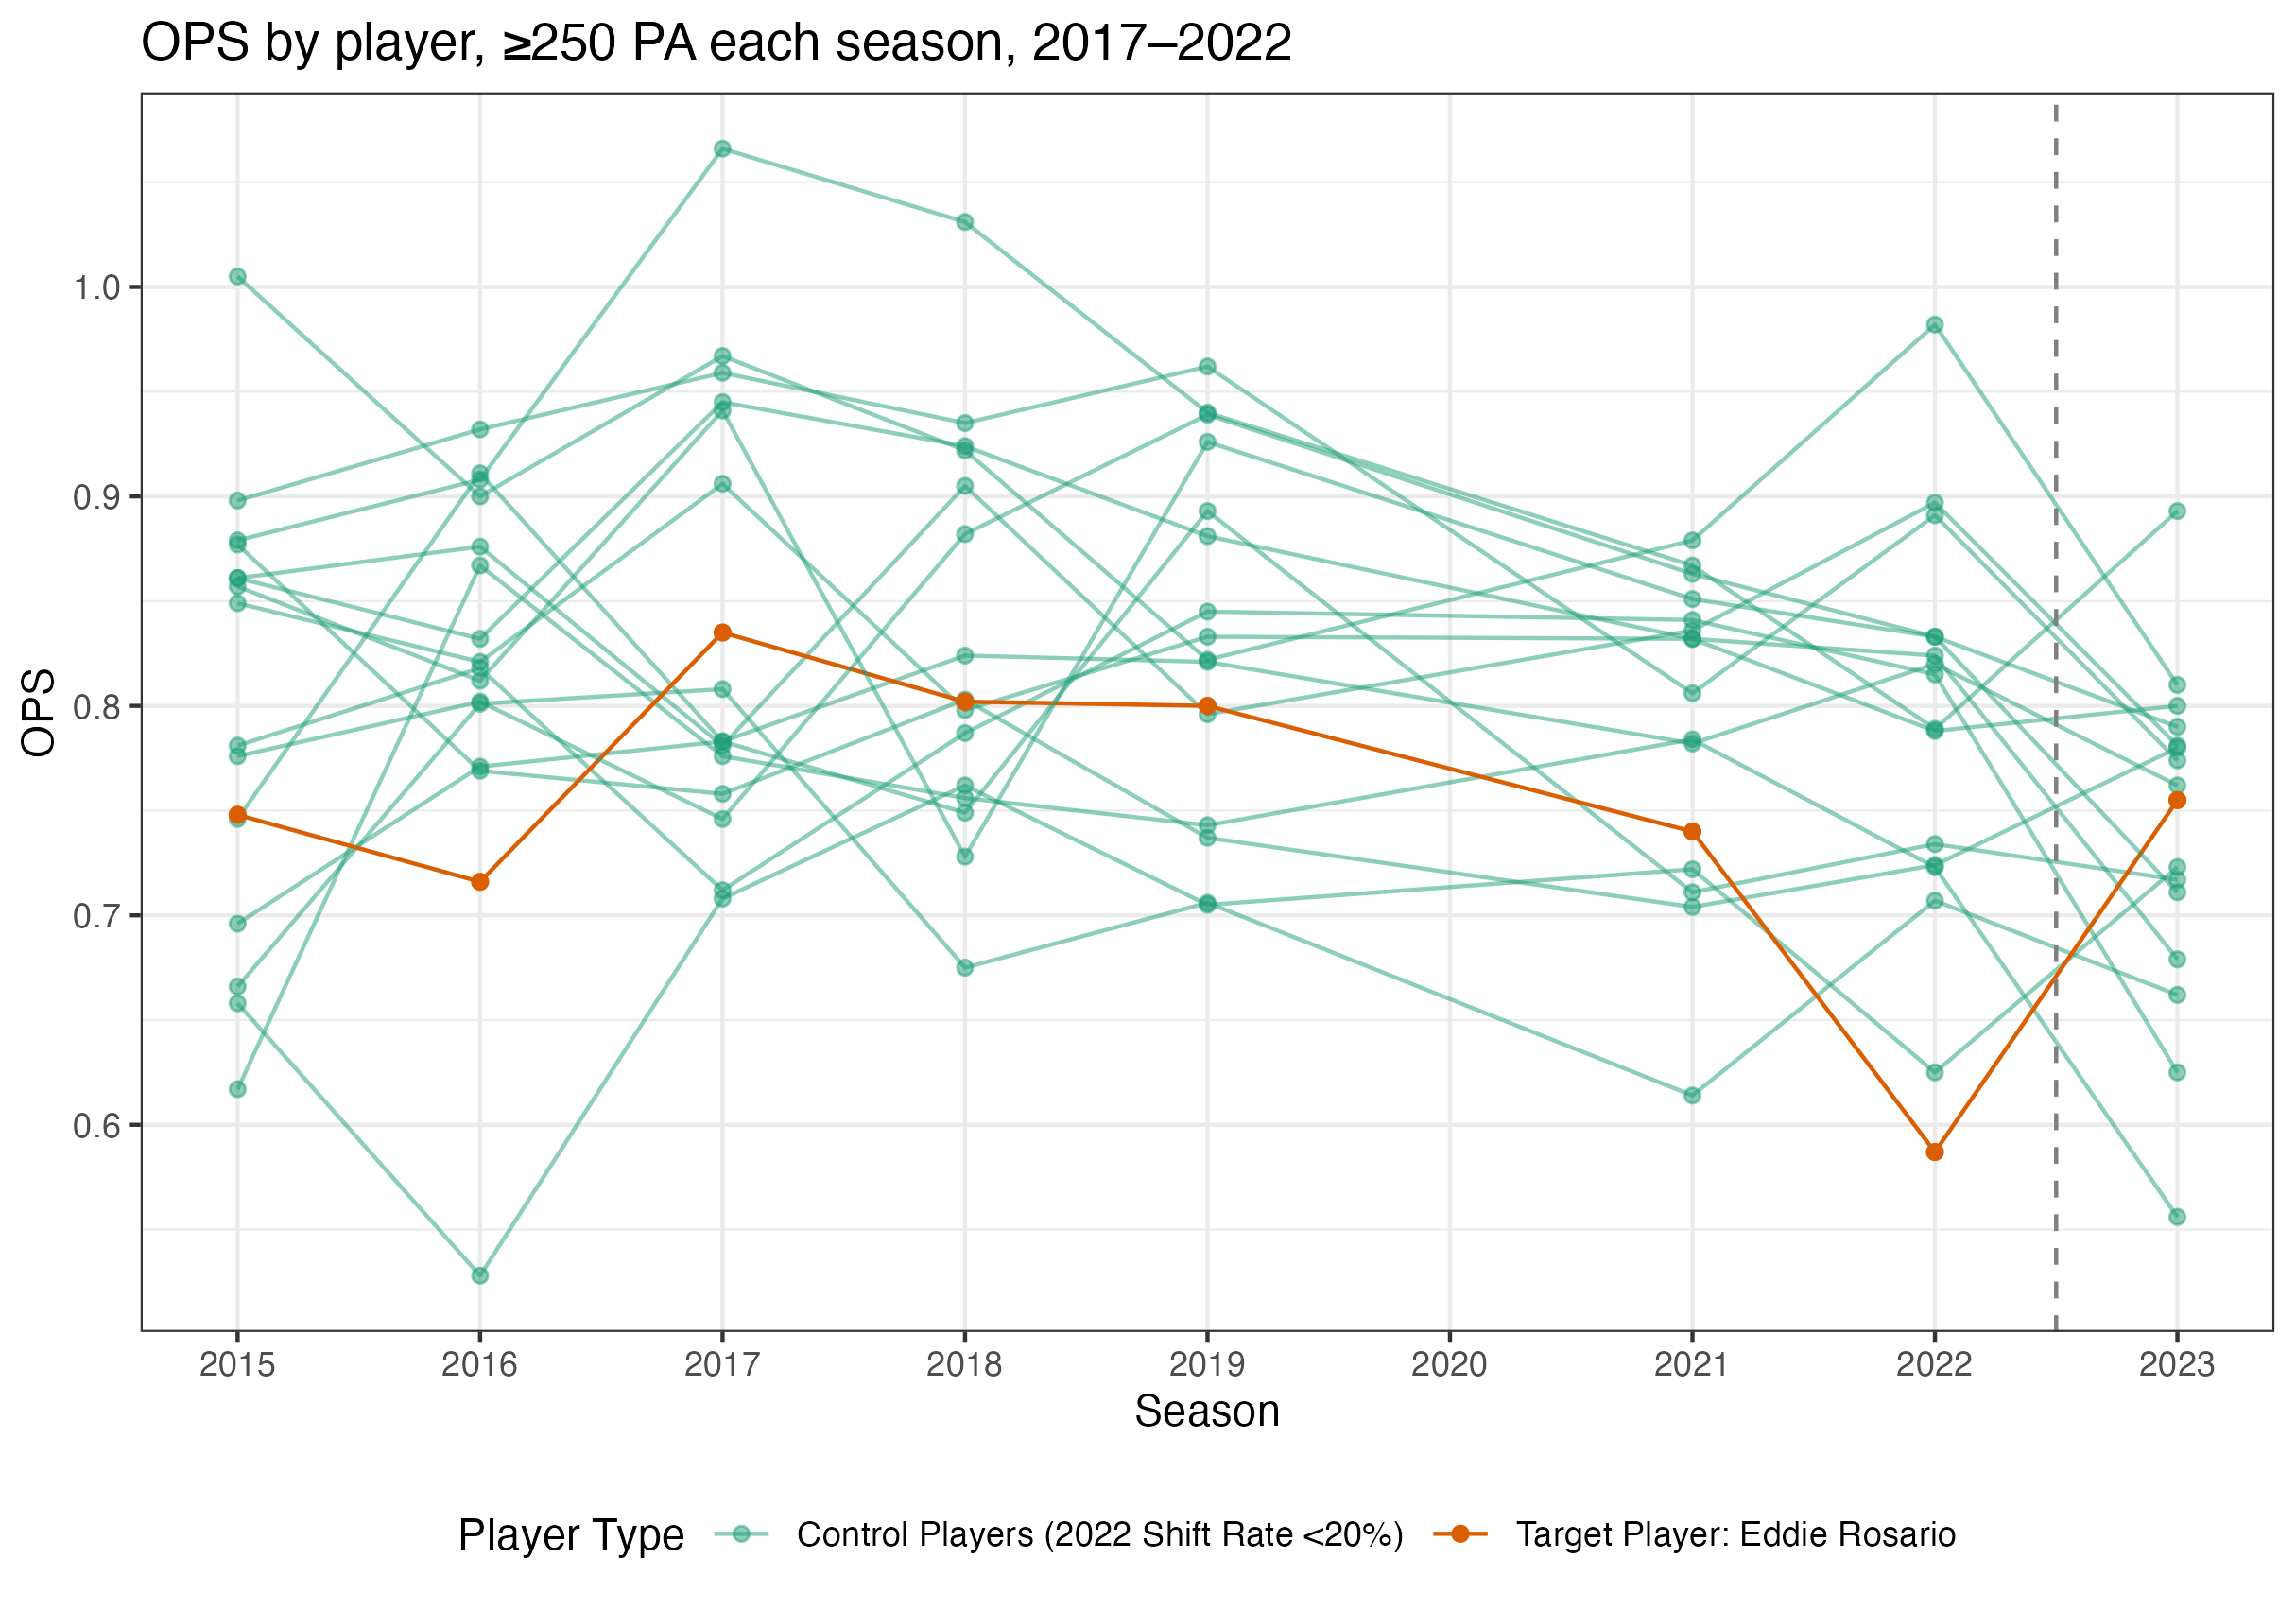 OPS by player, ≥250 PA each season, 2017–2022
OPS
1.0
0.9
0.8
0.7
0.6
2015 2016 2017 2018 2019 2020 2021 2022 2023
Season
Player Type Control Players (2022 Shift Rate <20%) Target Player: Eddie Rosario